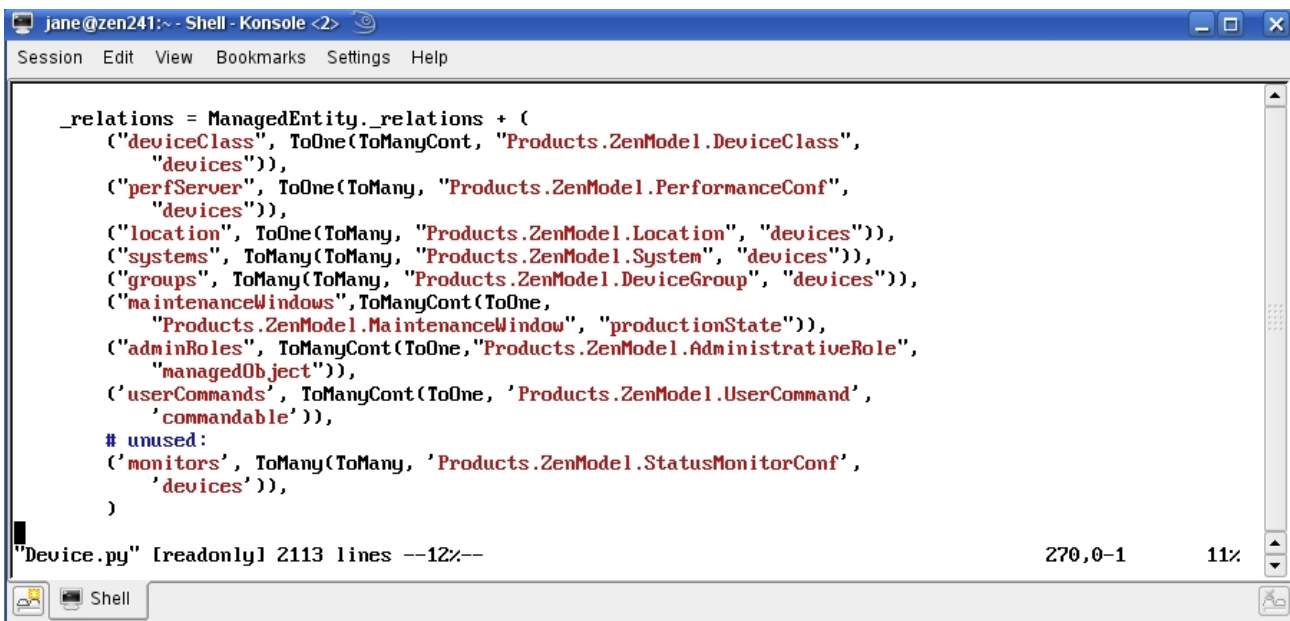 jane@zen241:~ - Shell - Konsole <2>
Session Edit View Bookmarks Settings Help
    _relations = ManagedEntity._relations + (
        ("deviceClass", ToOne(ToManyCont, "Products.ZenModel.DeviceClass",
            "devices")),
        ("perfServer", ToOne(ToMany, "Products.ZenModel.PerformanceConf",
            "devices")),
        ("location", ToOne(ToMany, "Products.ZenModel.Location", "devices")),
        ("systems", ToMany(ToMany, "Products.ZenModel.System", "devices")),
        ("groups", ToMany(ToMany, "Products.ZenModel.DeviceGroup", "devices")),
        ("maintenanceWindows",ToManyCont(ToOne,
            "Products.ZenModel.MaintenanceWindow", "productionState")),
        ("adminRoles", ToManyCont(ToOne,"Products.ZenModel.AdministrativeRole",
            "managedObject")),
        ('userCommands', ToManyCont(ToOne, 'Products.ZenModel.UserCommand',
            'commandable')),
        # unused:
        ('monitors', ToMany(ToMany, 'Products.ZenModel.StatusMonitorConf',
            'devices')),
        )
"Device.py" [readonly] 2113 lines --12%-- 270,0-1 11%
Shell